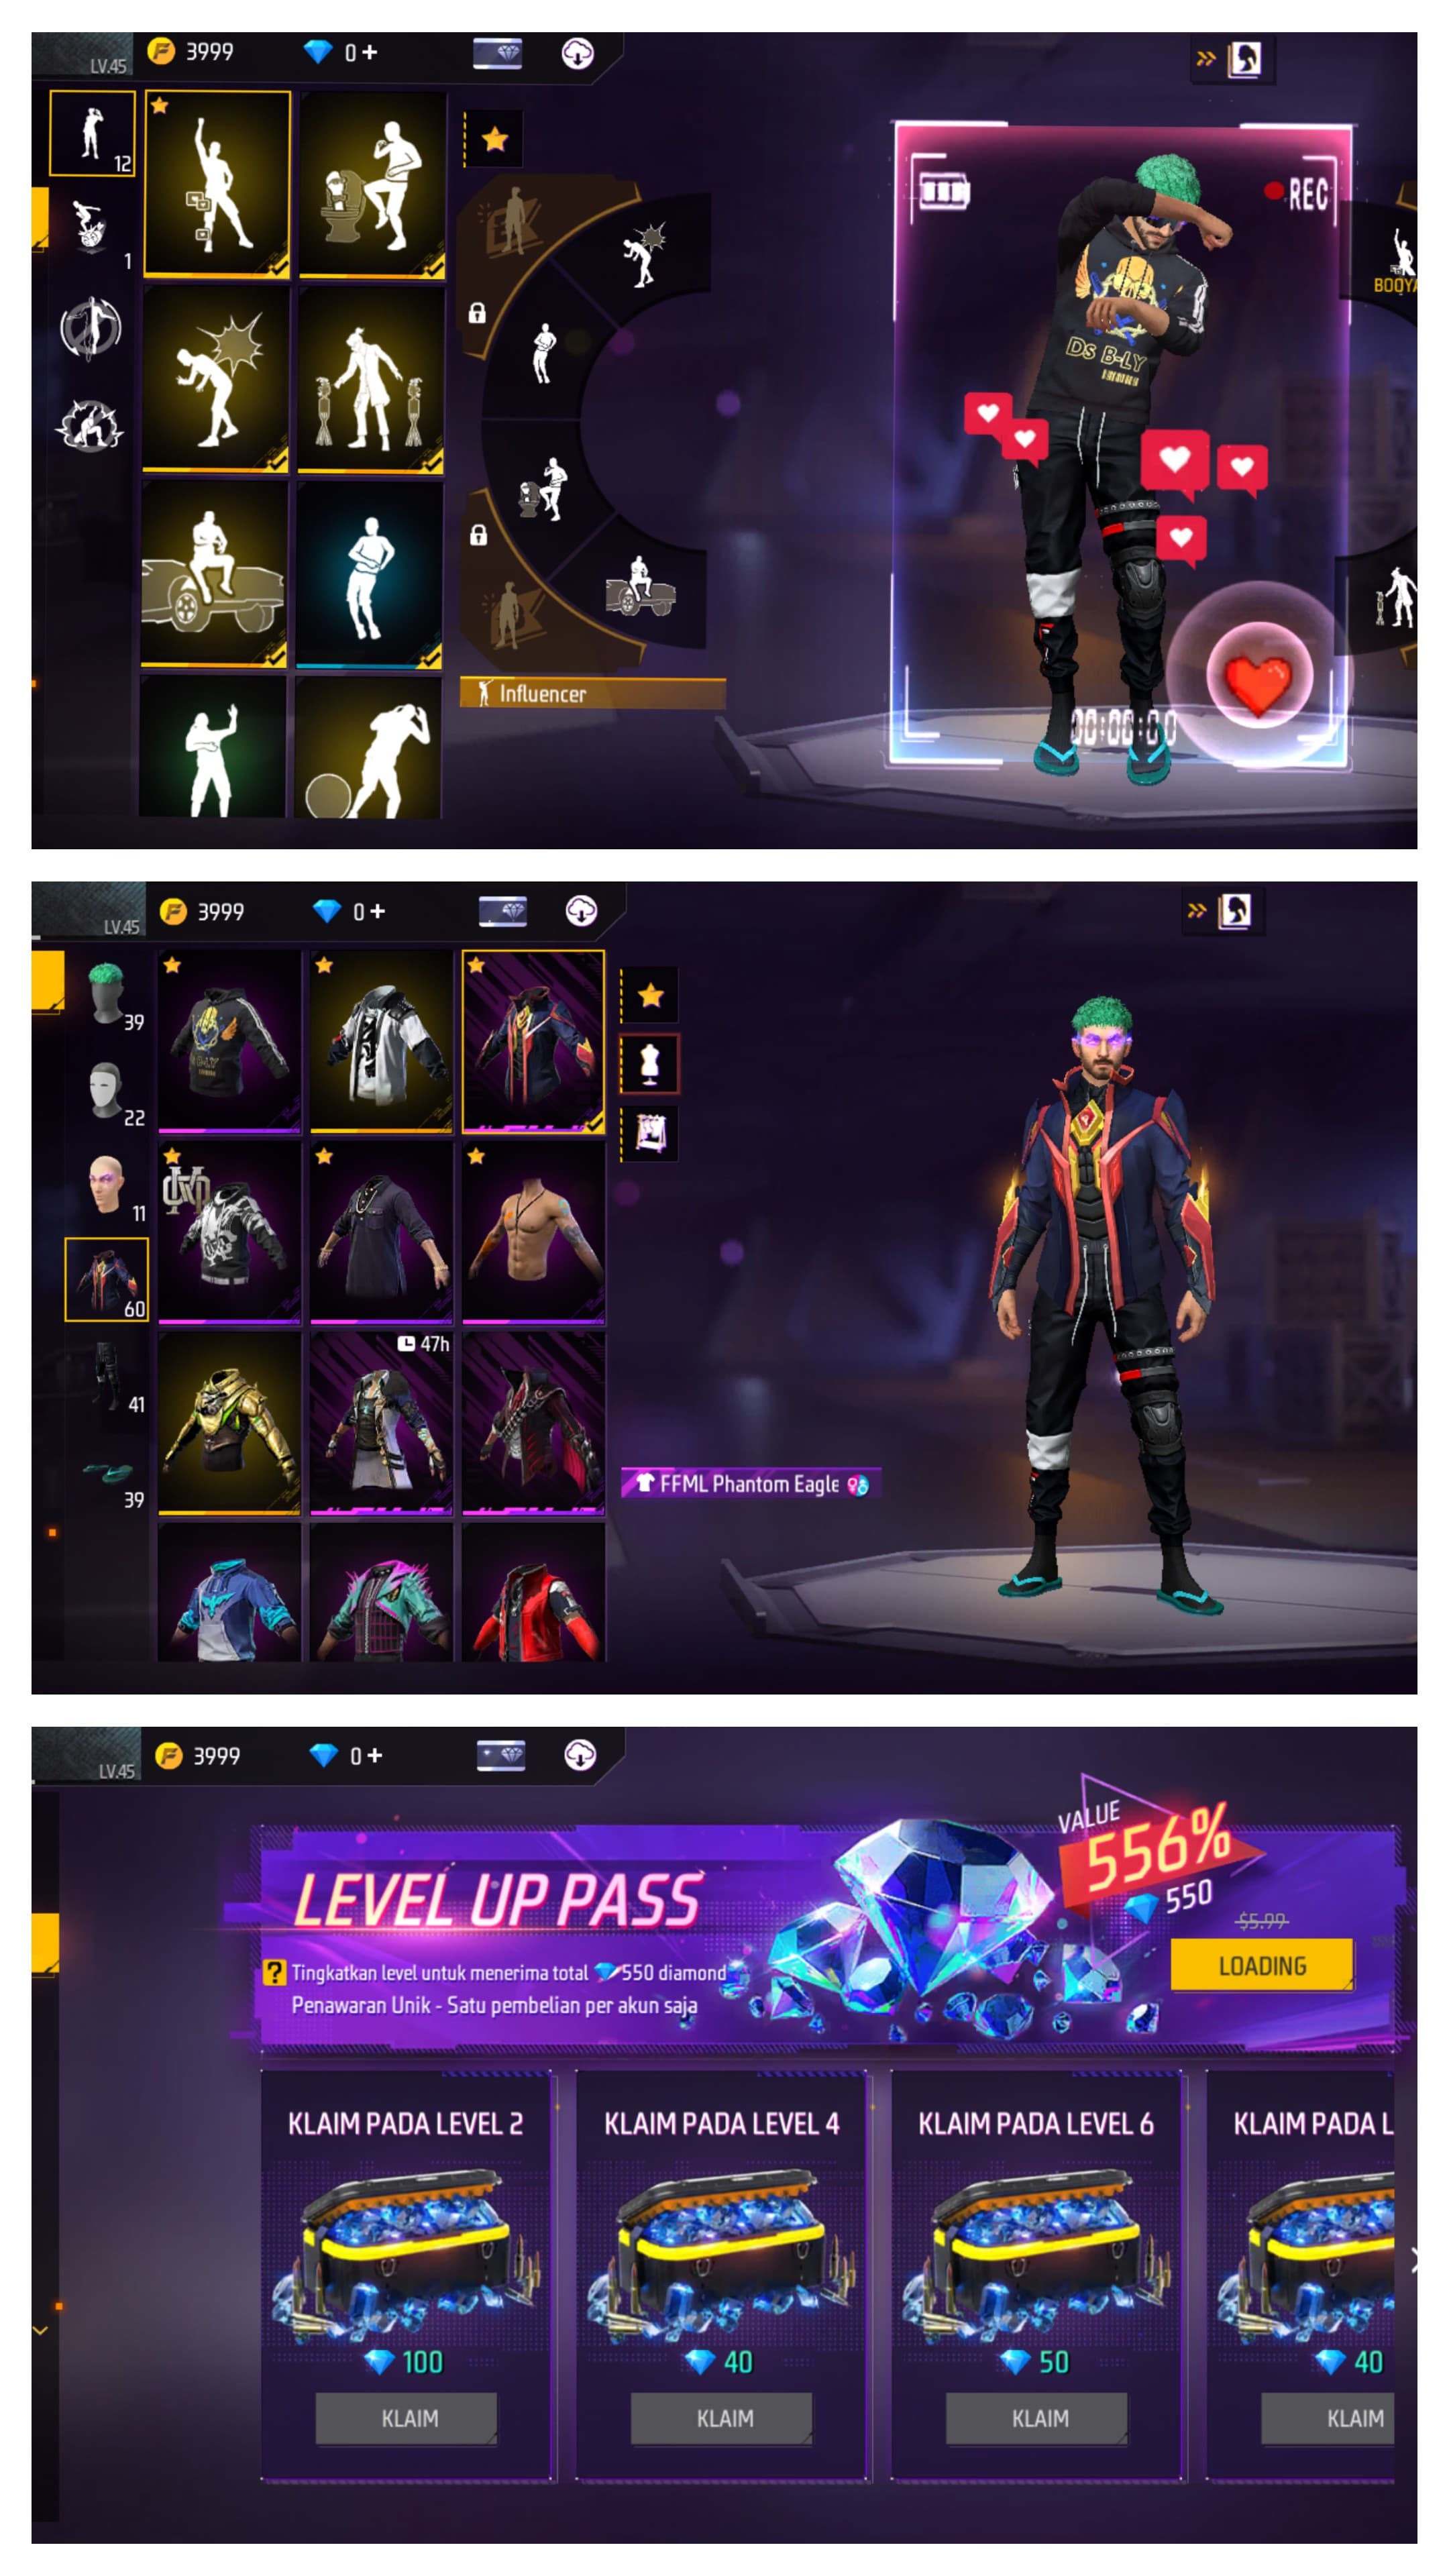 LV.45
3999
0+
12
1
REC
BOOYA
DS B-LY
Influencer
00:00:00
LV.45
3999
0+
39
22
11
60
41
39
47h
FFML Phantom Eagle
LV.45
3999
0+
VALUE
556%
550
LEVEL UP PASS
$5.99
LOADING
Tingkatkan level untuk menerima total 550 diamond
Penawaran Unik - Satu pembelian per akun saja
KLAIM PADA LEVEL 2
KLAIM PADA LEVEL 4
KLAIM PADA LEVEL 6
KLAIM PADA L
100
40
50
40
KLAIM
KLAIM
KLAIM
KLAIM